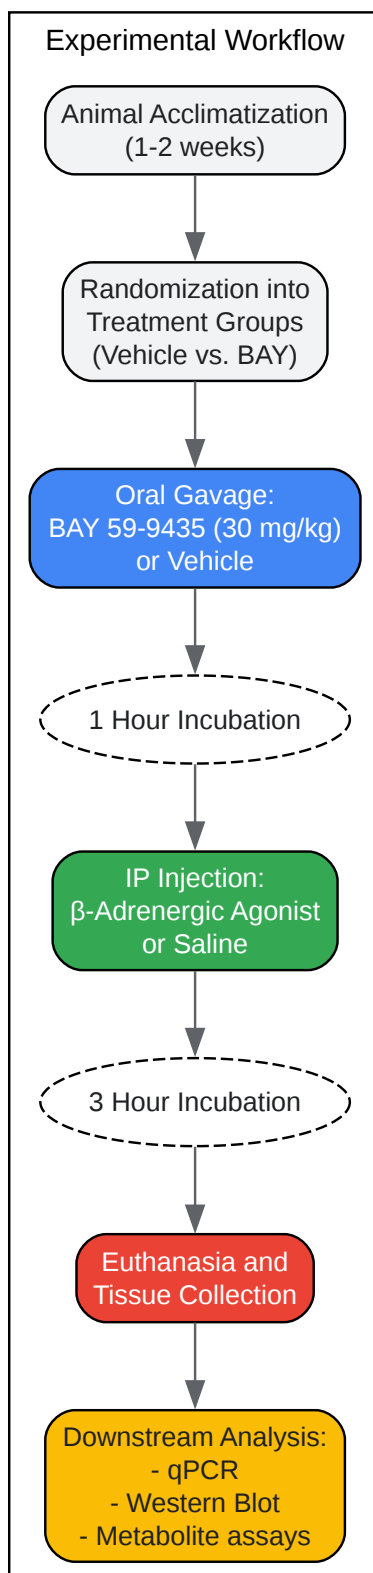 Experimental Workflow
Animal Acclimatization
(1-2 weeks)
Randomization into
Treatment Groups
(Vehicle vs. BAY)
Oral Gavage:
BAY 59-9435 (30 mg/kg)
or Vehicle
1 Hour Incubation
IP Injection:
β-Adrenergic Agonist
or Saline
3 Hour Incubation
Euthanasia and
Tissue Collection
Downstream Analysis:
- qPCR
- Western Blot
- Metabolite assays